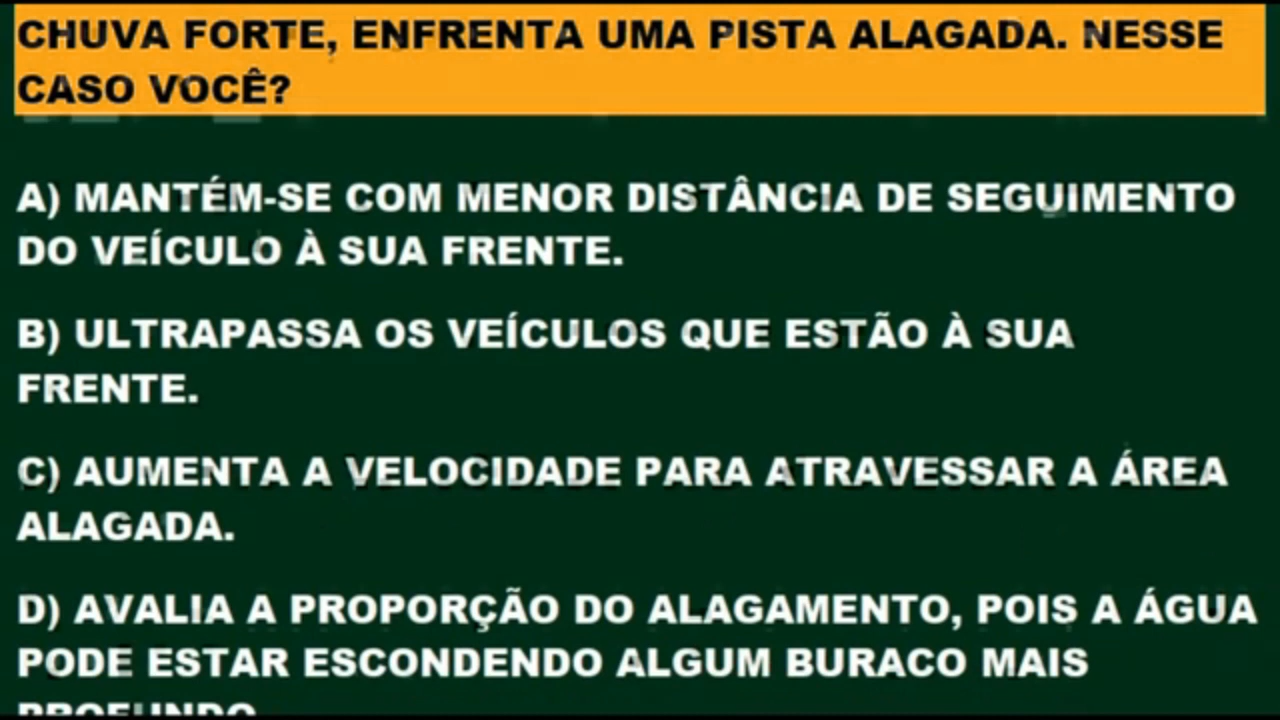 CHUVA FORTE, ENFRENTA UMA PISTA ALAGADA. NESSE
CASO VOCÊ?
A) MANTÉM-SE COM MENOR DISTÂNCIA DE SEGUIMENTO
DO VEÍCULO À SUA FRENTE.
B) ULTRAPASSA OS VEÍCULOS QUE ESTÃO À SUA
FRENTE.
C) AUMENTA A VELOCIDADE PARA ATRAVESSAR A ÁREA
ALAGADA.
D) AVALIA A PROPORÇÃO DO ALAGAMENTO, POIS A ÁGUA
PODE ESTAR ESCONDENDO ALGUM BURACO MAIS
PROFUNDO